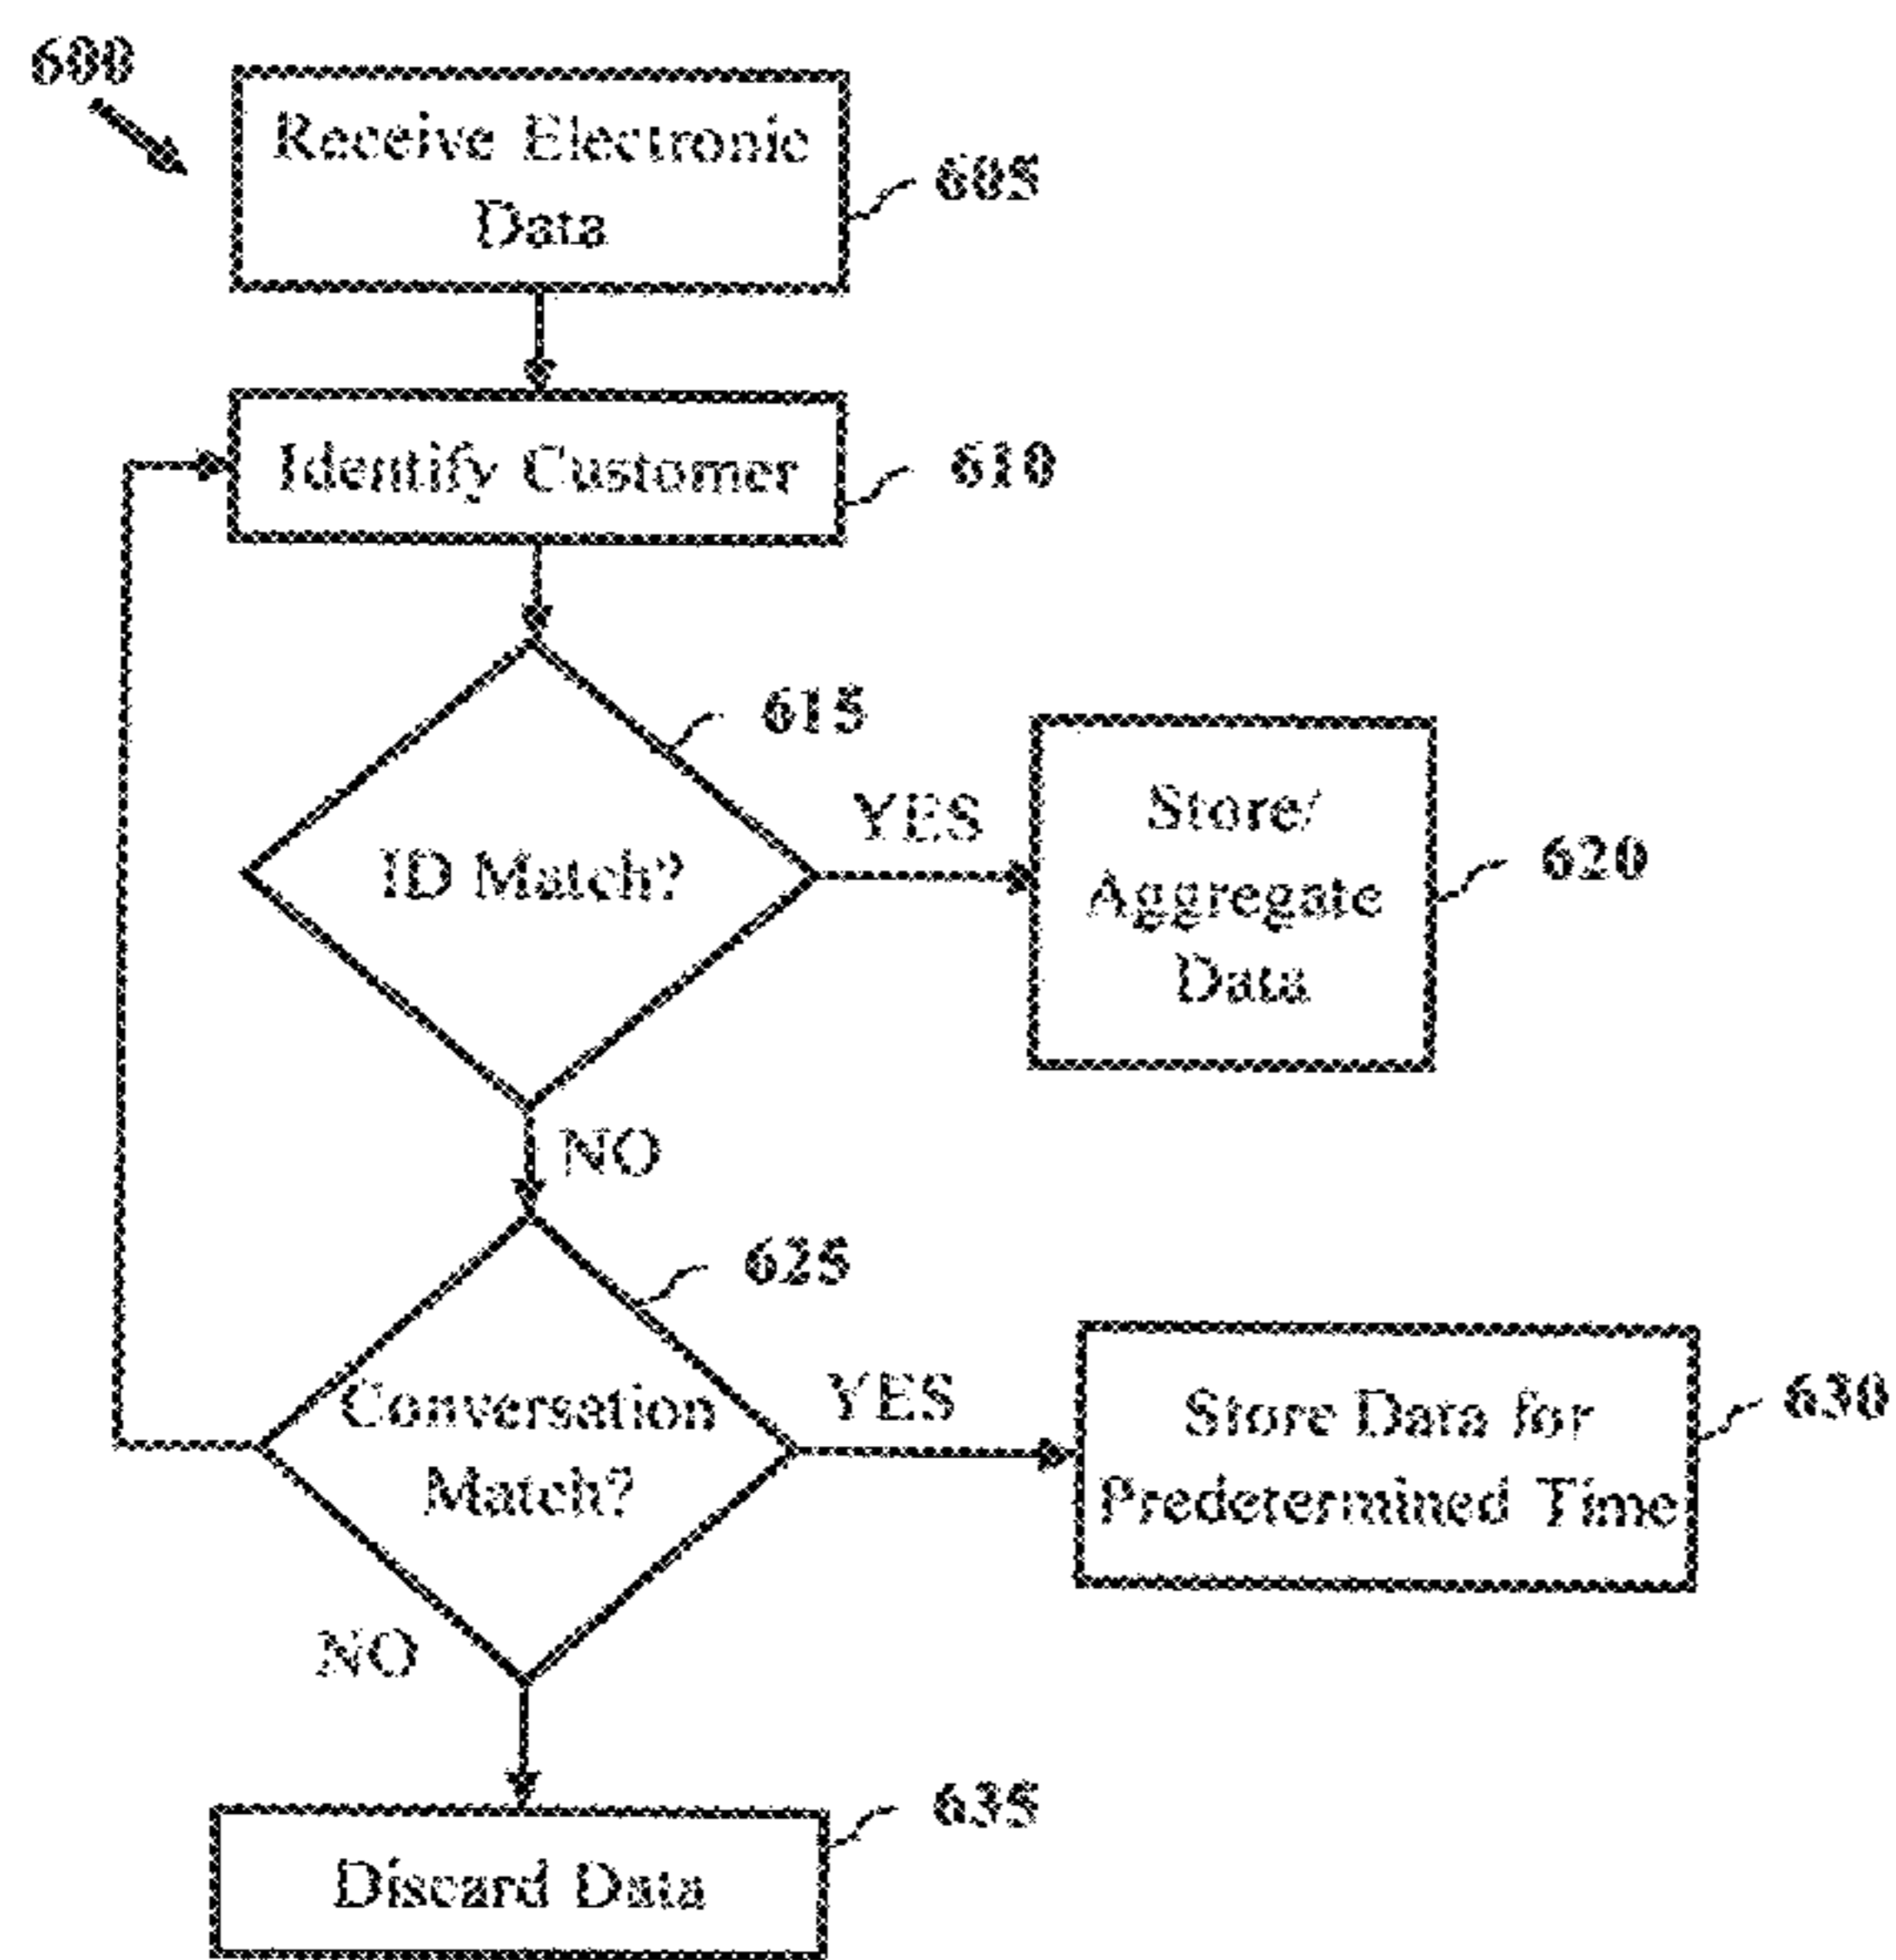 600
Receive Electronic
Data
605
Identify Customer
610
615
ID Match?
YES
Store/
Aggregate
Data
620
NO
625
Conversation
Match?
YES
Store Data for
Predetermined Time
630
NO
Discard Data
635